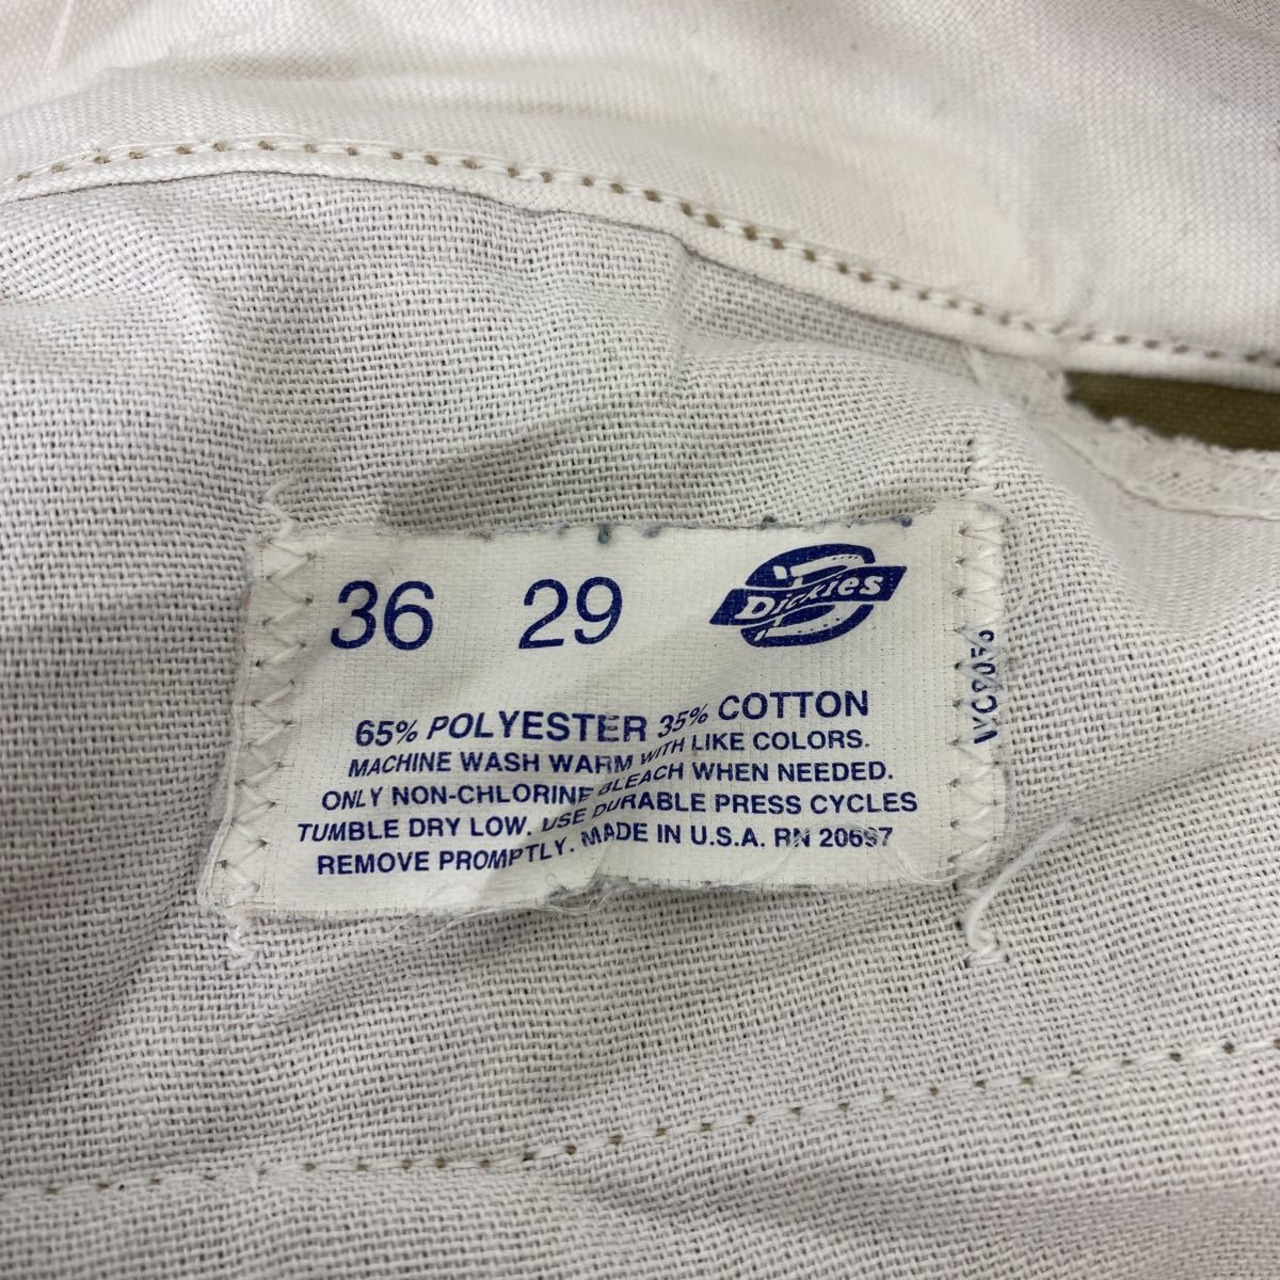 36 29 Dickies
65% POLYESTER 35% COTTON
MACHINE WASH WARM WITH LIKE COLORS.
ONLY NON-CHLORINE BLEACH WHEN NEEDED.
TUMBLE DRY LOW. USE DURABLE PRESS CYCLES
REMOVE PROMPTLY. MADE IN U.S.A. RN 20697